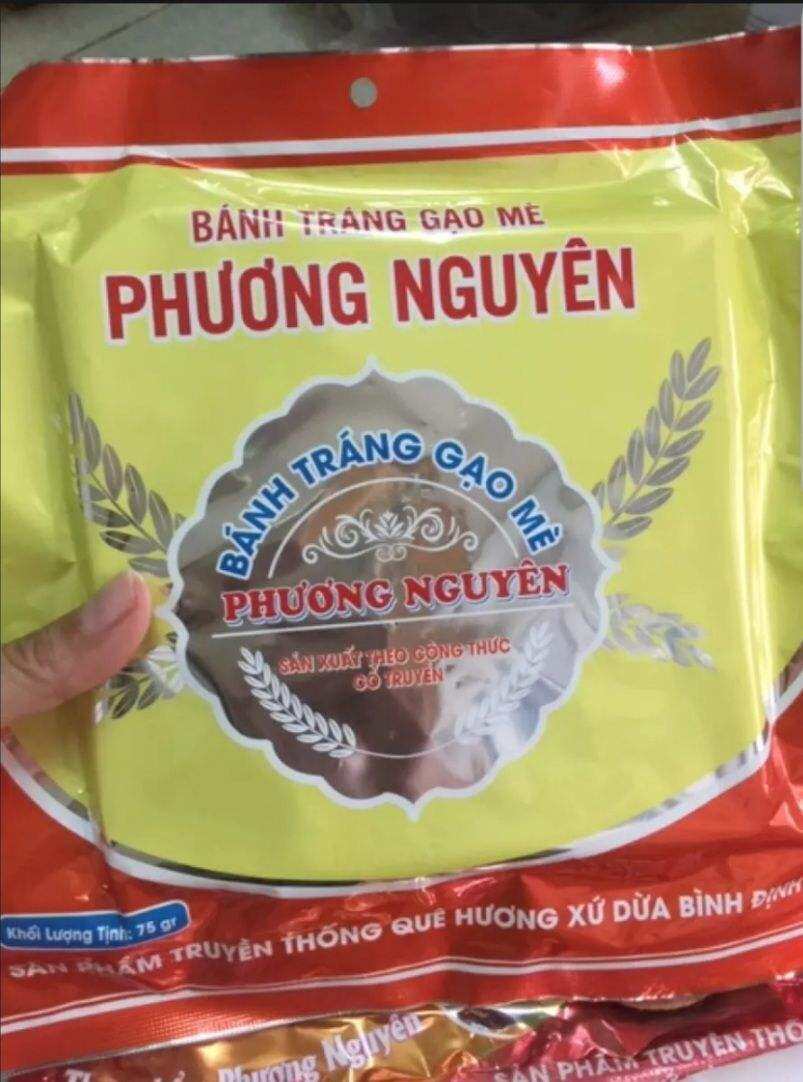 BÁNH TRÁNG GẠO MÈ
PHƯƠNG NGUYÊN
BÁNH TRÁNG GẠO MÈ
PHƯƠNG NGUYÊN
SẢN XUẤT THEO CÔNG THỨC
CỔ TRUYỀN
Khối Lượng Tịnh: 75 gr
SẢN PHẨM TRUYỀN THỐNG QUÊ HƯƠNG XỨ DỪA BÌNH ĐỊNH
Phương Nguyên
SẢN PHẨM TRUYỀN